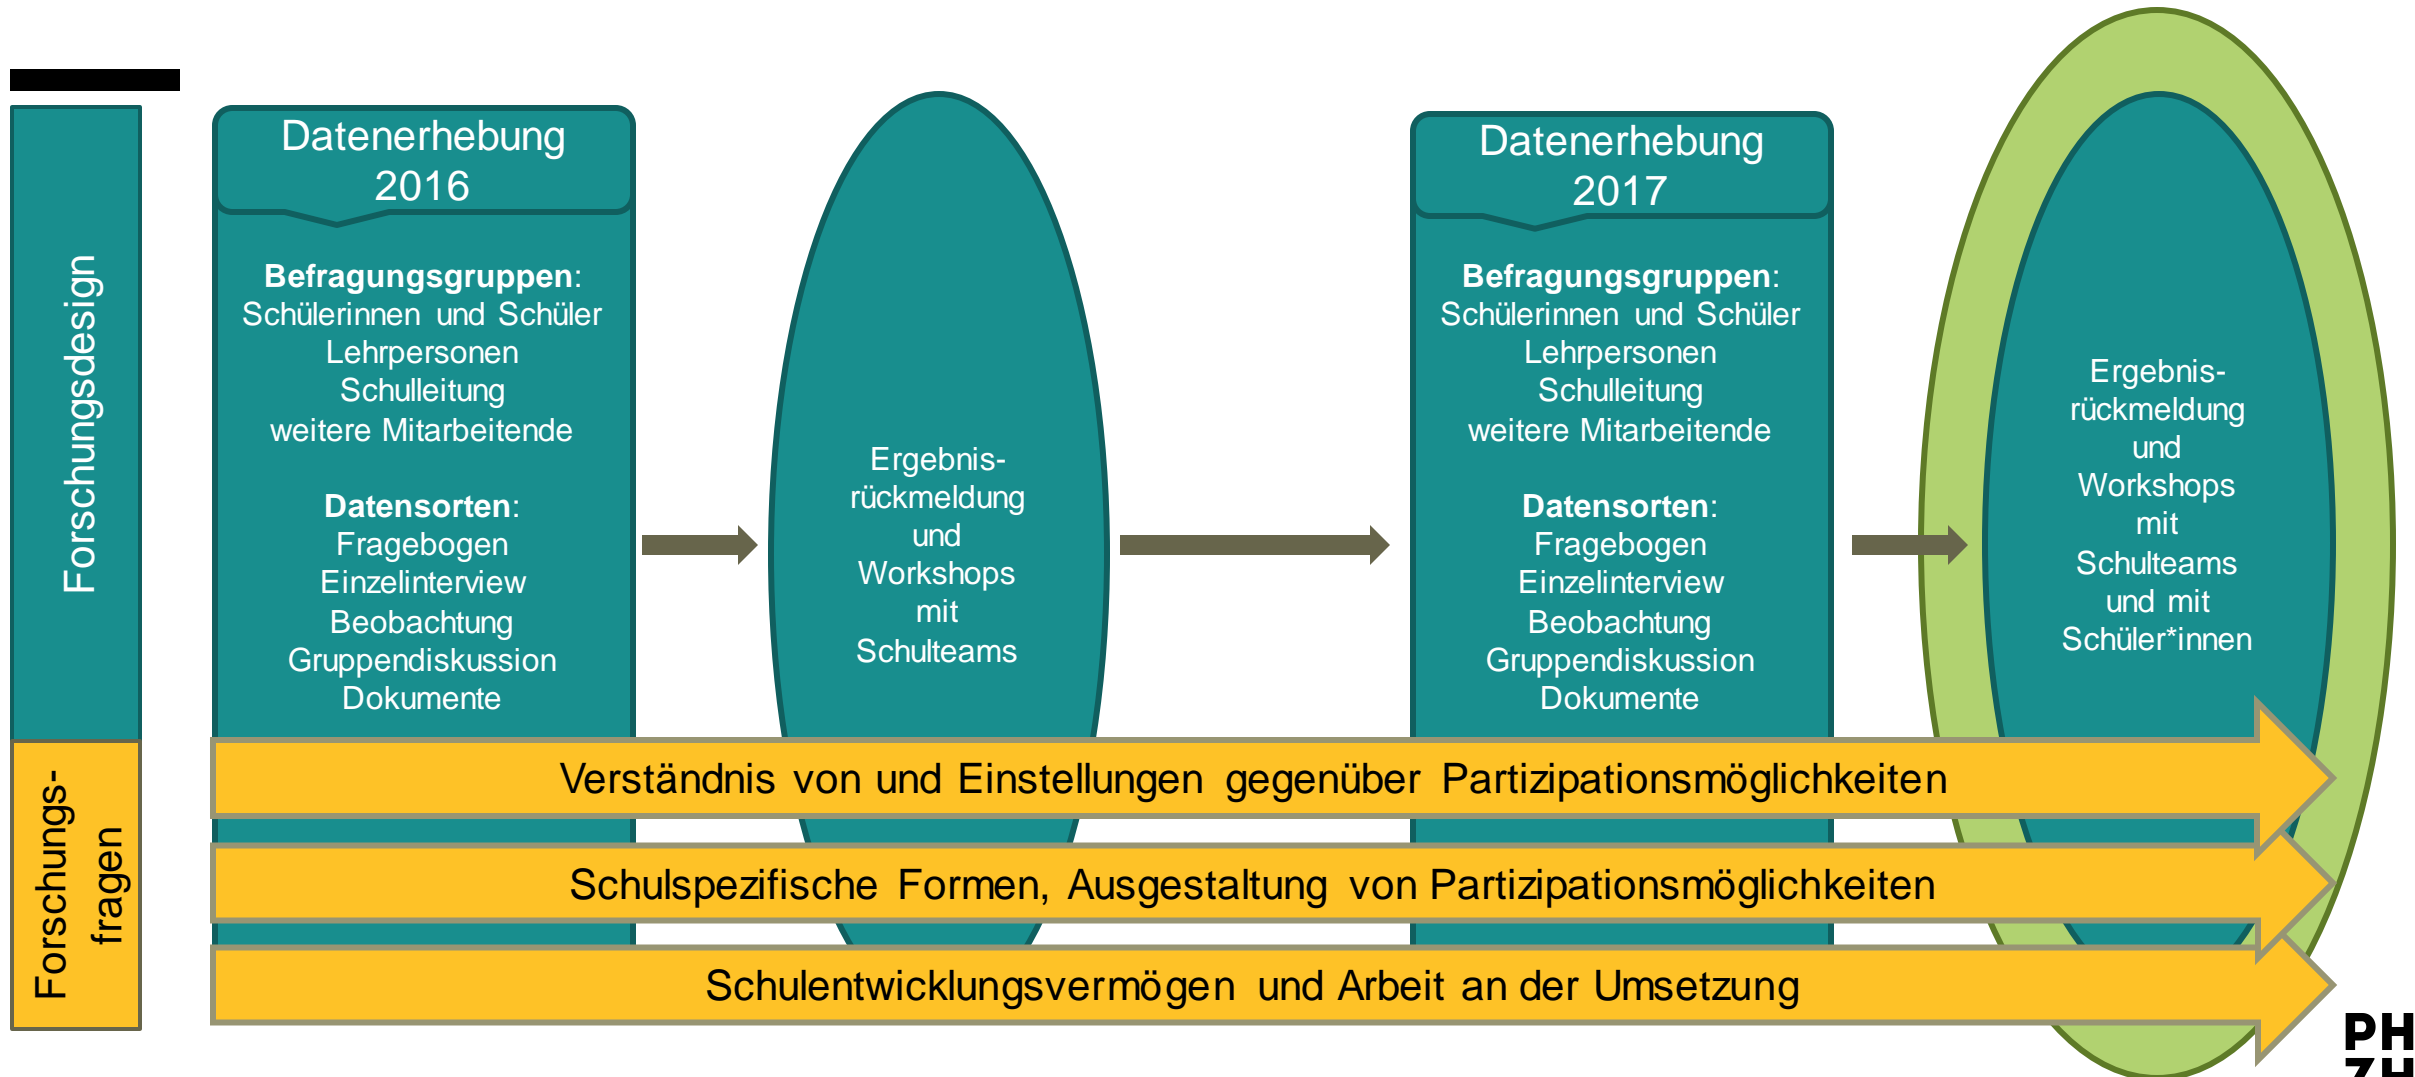 Forschungsdesign
Datenerhebung
2016
Befragungsgruppen:
Schülerinnen und Schüler
Lehrpersonen
Schulleitung
weitere Mitarbeitende
Datensorten:
Fragebogen
Einzelinterview
Beobachtung
Gruppendiskussion
Dokumente
Ergebnis-
rückmeldung
und
Workshops
mit
Schulteams
Datenerhebung
2017
Befragungsgruppen:
Schülerinnen und Schüler
Lehrpersonen
Schulleitung
weitere Mitarbeitende
Datensorten:
Fragebogen
Einzelinterview
Beobachtung
Gruppendiskussion
Dokumente
Ergebnis-
rückmeldung
und
Workshops
mit
Schulteams
und mit
Schüler*innen
Forschungs-
fragen
Verständnis von und Einstellungen gegenüber Partizipationsmöglichkeiten
Schulspezifische Formen, Ausgestaltung von Partizipationsmöglichkeiten
Schulentwicklungsvermögen und Arbeit an der Umsetzung
PH
ZH